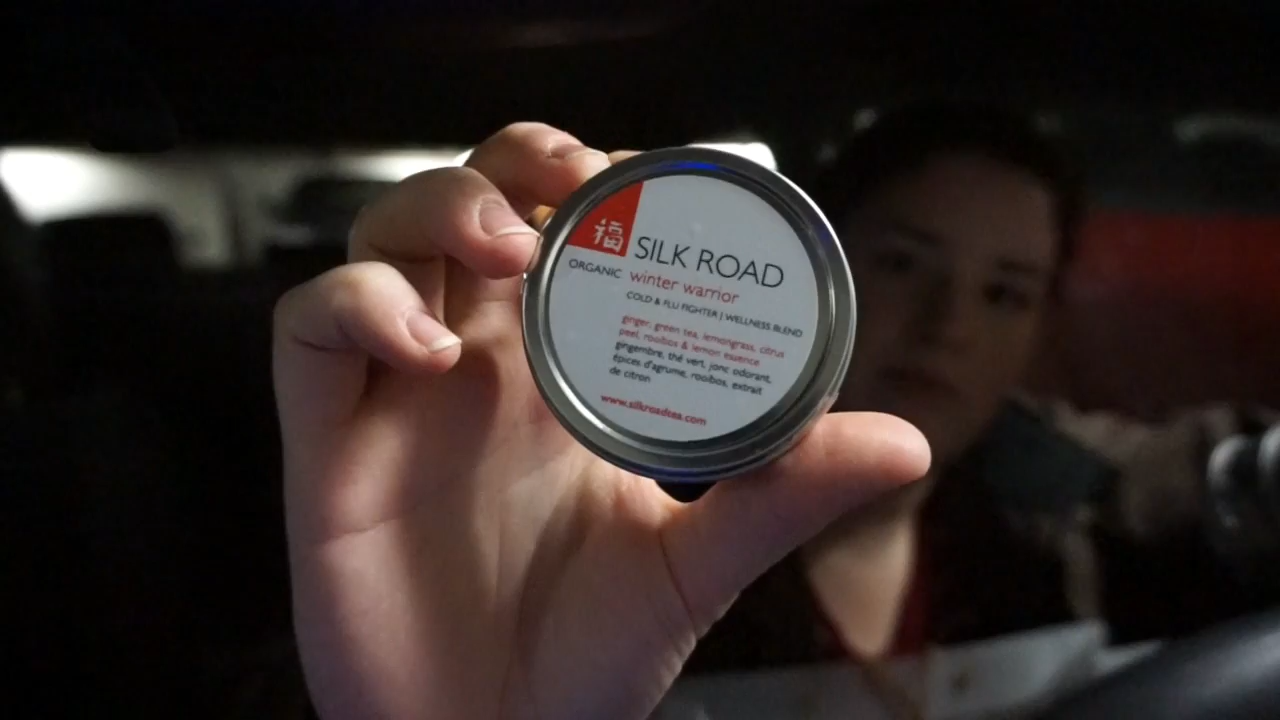 福
SILK ROAD
ORGANIC winter warrior
COLD & FLU FIGHTER | WELLNESS BLEND
ginger, green tea, lemongrass, citrus
peel, rooibos & lemon essence
gingembre, thé vert, jonc odorant,
épices d'agrume, rooibos, extrait
de citron
www.silkroadtea.com